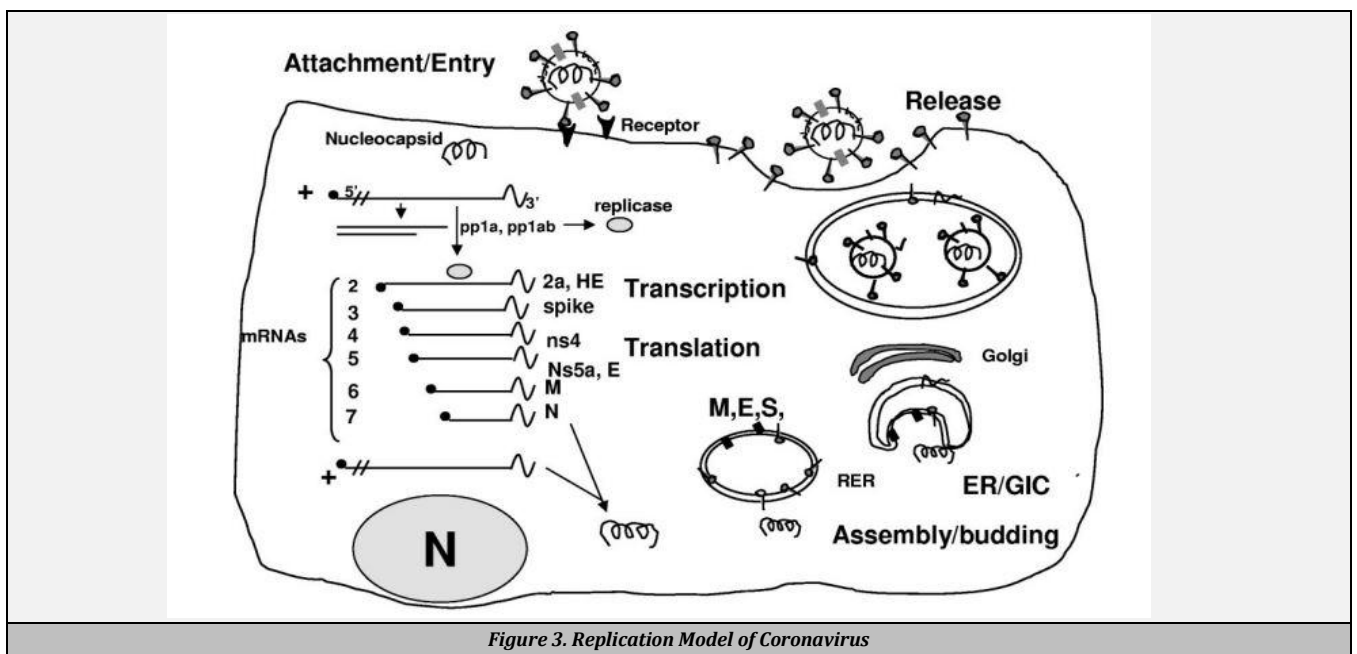 Attachment/Entry
Release
Receptor
Nucleocapsid
+ 5' 3'
replicase
pp1a, pp1ab
2 2a, HE
Transcription
3 spike
mRNAs
4 ns4
Translation
5 Ns5a, E
6 M
7 N
Golgi
M,E,S,
RER
ER/GIC
+
Assembly/budding
N
Figure 3. Replication Model of Coronavirus